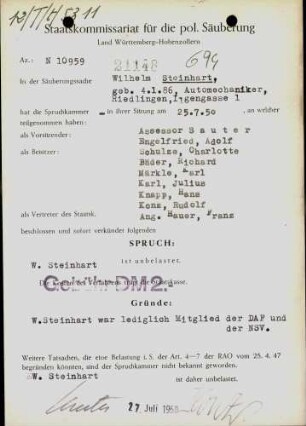 Staatskommissariat für die pol. Säuberung
Land Württemberg-Hohenzollern
Nr.: N 10959
21148 694
In der Säuberungssache
Wilhelm Steinhart,
geb. 4.1.86, Automechaniker,
Riedlingen,
hat die Spruchkammer — in ihrer Sitzung am 25.7.50, an welcher
teilgenommen haben:
als Vorsitzender: Assessor Sauter
als Beisitzer: Engelfried, Adolf
Schulze, Charlotte
Bäder, Richard
Märkle, Karl
Karl, Julius
Knapp, Hans
Kenz, Rudolf
als Vertreter des Staatsk. Ang. Bauer, Franz
beschlossen und sofort verkündet folgenden
SPRUCH:
W. Steinhart
ist unbelastet.
Die Kosten des Verfahrens trägt die Staatskasse.
DM 2.-
Gründe:
W.Steinhart war lediglich Mitglied der DAF und
der NSV.
Weitere Tatsachen, die eine Belastung i.S. der Art. 4—7 der RAO vom 25. 4. 47
begründen könnten, sind der Spruchkammer nicht bekannt geworden.
W. Steinhart
ist daher unbelastet.
27 Juli